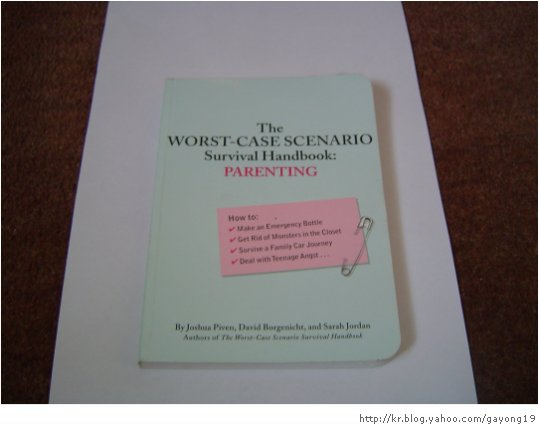 The
WORST-CASE SCENARIO
Survival Handbook:
PARENTING
How to:
✔ Make an Emergency Bottle
✔ Get Rid of Monsters in the Closet
✔ Survive a Family Car Journey
✔ Deal with Teenage Angst . . .
By Joshua Piven, David Borgenicht, and Sarah Jordan
Authors of The Worst-Case Scenario Survival Handbook
http://kr.blog.yahoo.com/gayong19